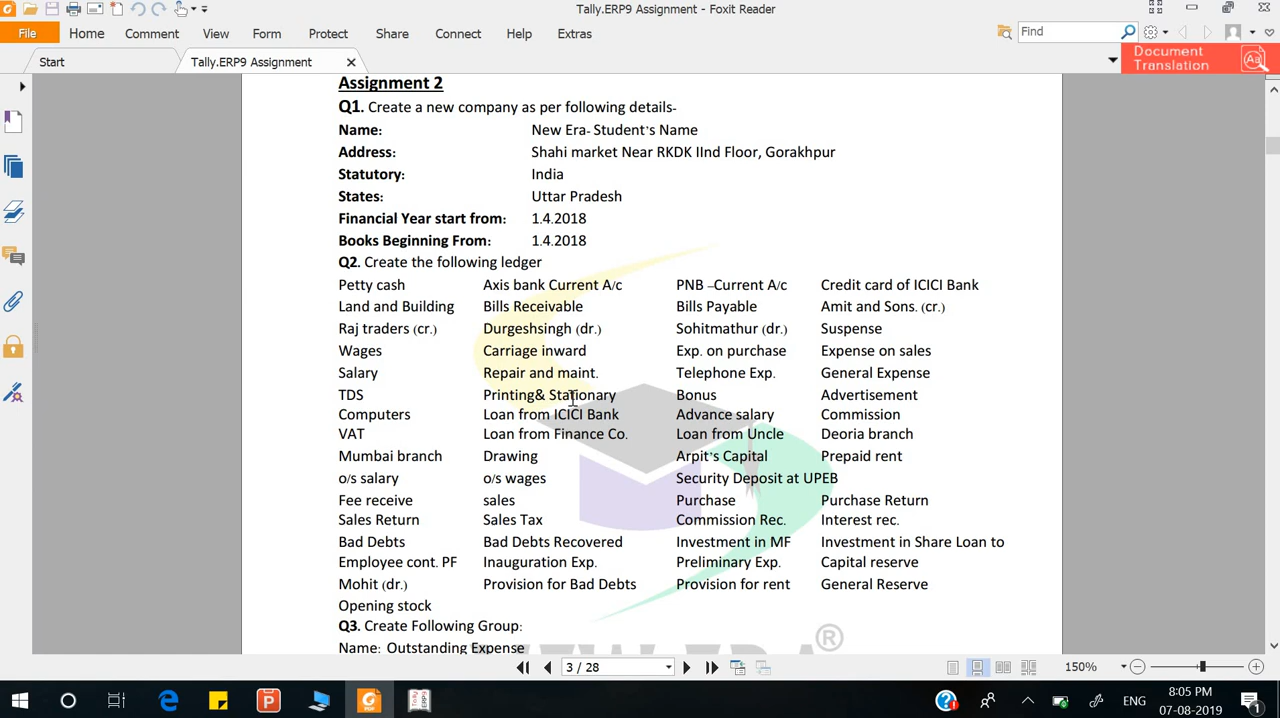 Tally.ERP9 Assignment - Foxit Reader
File Home Comment View Form Protect Share Connect Help Extras Find
Start Tally.ERP9 Assignment
Document
Translation
Assignment 2
Q1. Create a new company as per following details-
Name: New Era- Student's Name
Address: Shahi market Near RKDK IInd Floor, Gorakhpur
Statutory: India
States: Uttar Pradesh
Financial Year start from: 1.4.2018
Books Beginning From: 1.4.2018
Q2. Create the following ledger
Petty cash Axis bank Current A/c PNB –Current A/c Credit card of ICICI Bank
Land and Building Bills Receivable Bills Payable Amit and Sons. (cr.)
Raj traders (cr.) Durgeshsingh (dr.) Sohitmathur (dr.) Suspense
Wages Carriage inward Exp. on purchase Expense on sales
Salary Repair and maint. Telephone Exp. General Expense
TDS Printing& Stationary Bonus Advertisement
Computers Loan from ICICI Bank Advance salary Commission
VAT Loan from Finance Co. Loan from Uncle Deoria branch
Mumbai branch Drawing Arpit's Capital Prepaid rent
o/s salary o/s wages Security Deposit at UPEB
Fee receive sales Purchase Purchase Return
Sales Return Sales Tax Commission Rec. Interest rec.
Bad Debts Bad Debts Recovered Investment in MF Investment in Share Loan to
Employee cont. PF Inauguration Exp. Preliminary Exp. Capital reserve
Mohit (dr.) Provision for Bad Debts Provision for rent General Reserve
Opening stock
Q3. Create Following Group:
Name: Outstanding Expense
3 / 28 150%
ENG 8:05 PM
07-08-2019